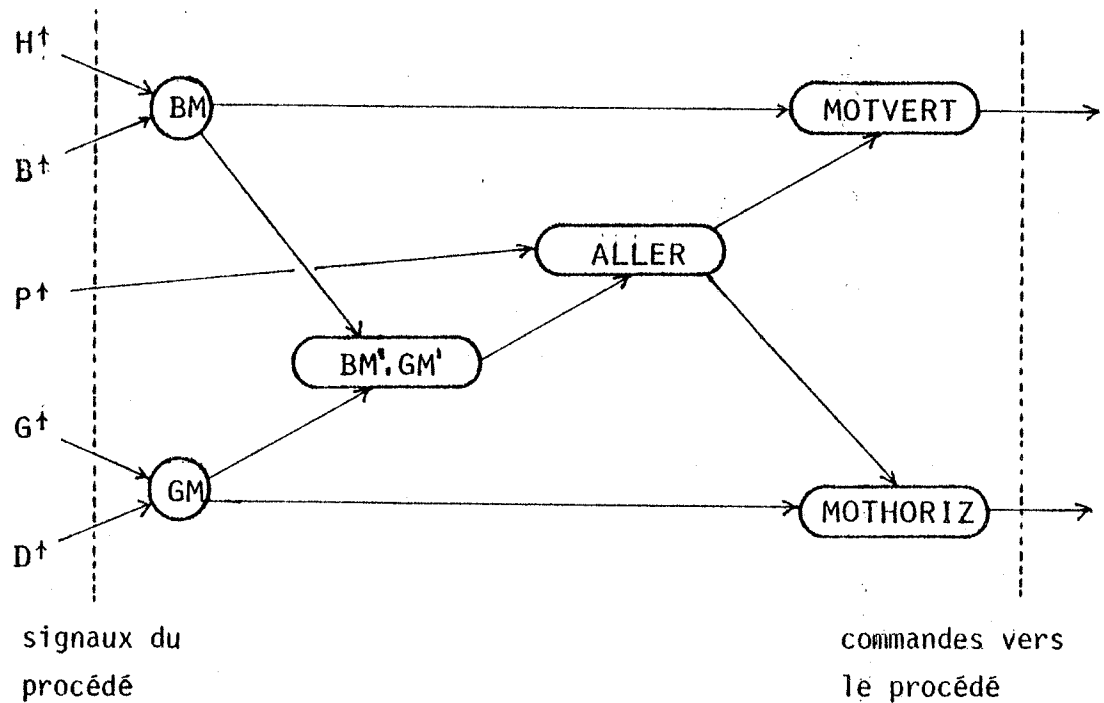 H↑
BM
MOTVERT
B↑
ALLER
P↑
BM'.GM'
G↑
GM
MOTHORIZ
D↑
signaux du
procédé
commandes vers
le procédé